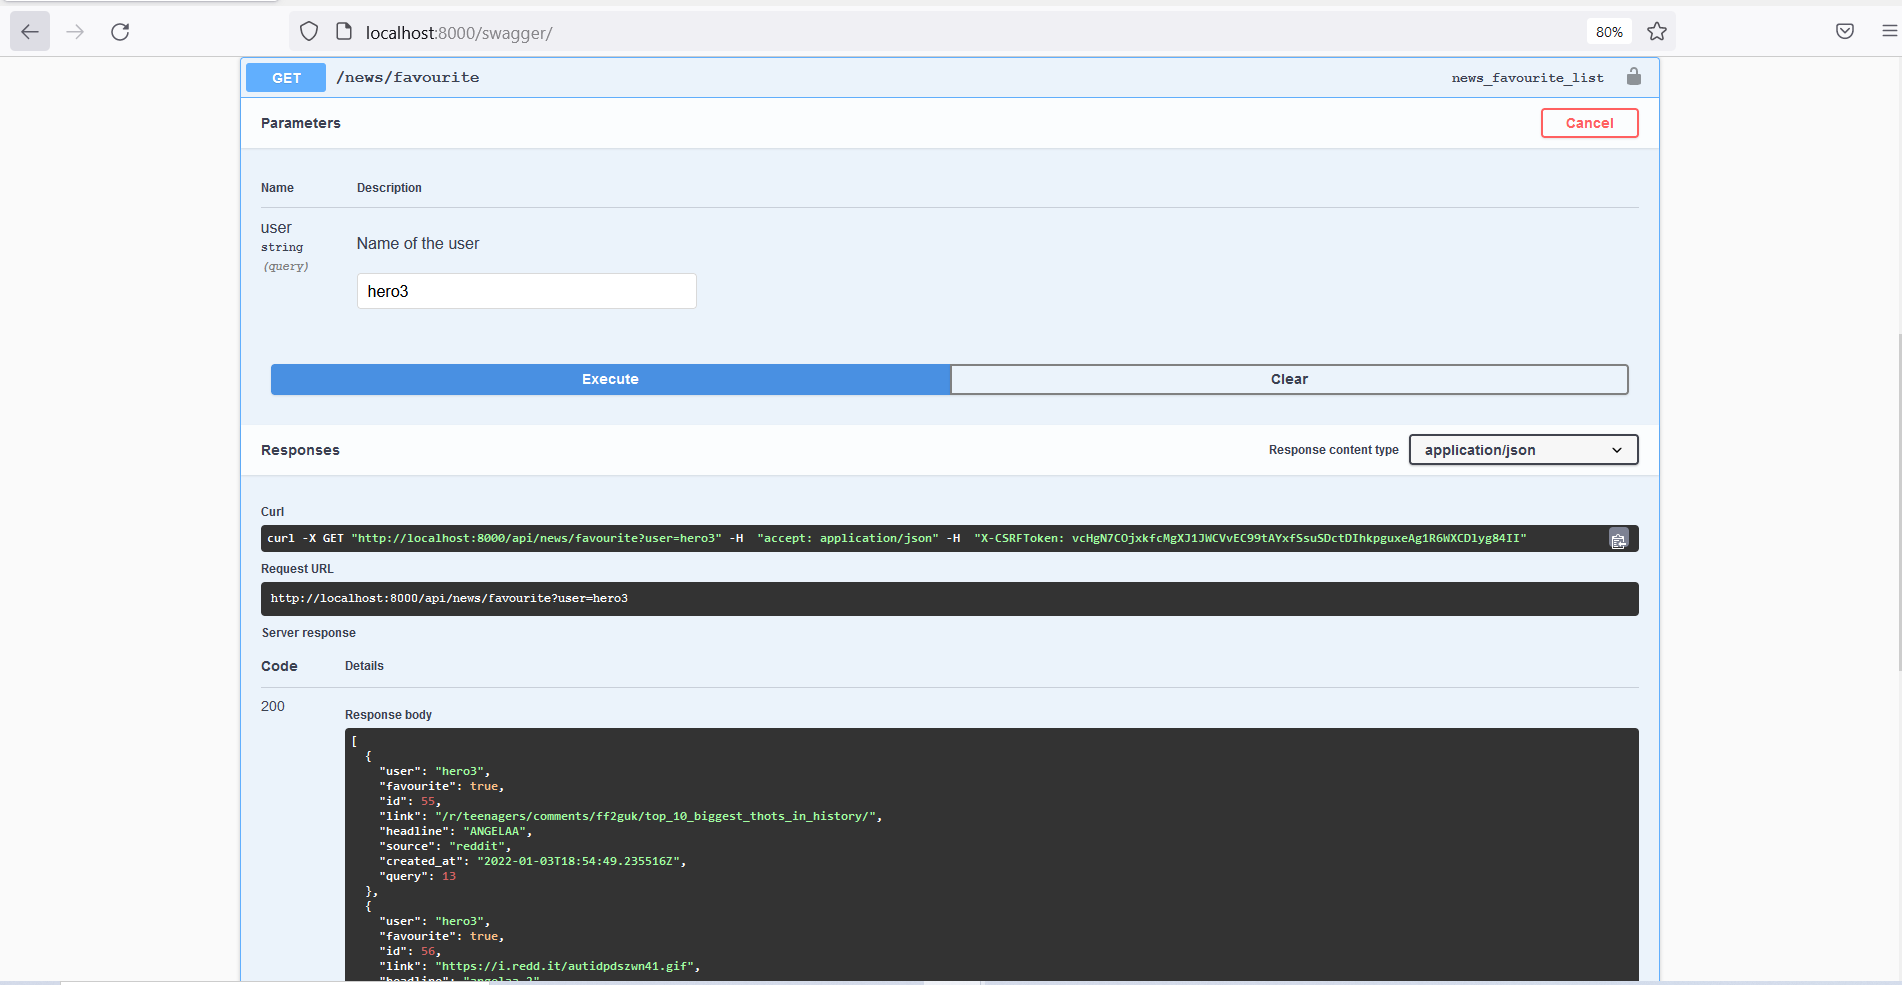 localhost:8000/swagger/
80%
GET /news/favourite news_favourite_list
Parameters Cancel
Name Description
user
string
(query)
Name of the user
hero3
Execute Clear
Responses Response content type application/json
Curl
curl -X GET "http://localhost:8000/api/news/favourite?user=hero3" -H  "accept: application/json" -H  "X-CSRFToken: vcHgN7COjxkfcMgXJ1JWCVvEC99tAYxfSsuSDctDIhkpguxeAg1R6WXCDlyg84II"
Request URL
http://localhost:8000/api/news/favourite?user=hero3
Server response
Code Details
200
Response body
[
  {
    "user": "hero3",
    "favourite": true,
    "id": 55,
    "link": "/r/teenagers/comments/ff2guk/top_10_biggest_thots_in_history/",
    "headline": "ANGELAA",
    "source": "reddit",
    "created_at": "2022-01-03T18:54:49.235516Z",
    "query": 13
  },
  {
    "user": "hero3",
    "favourite": true,
    "id": 56,
    "link": "https://i.redd.it/autidpdszwn41.gif",
    "headline": "angelaa 2"